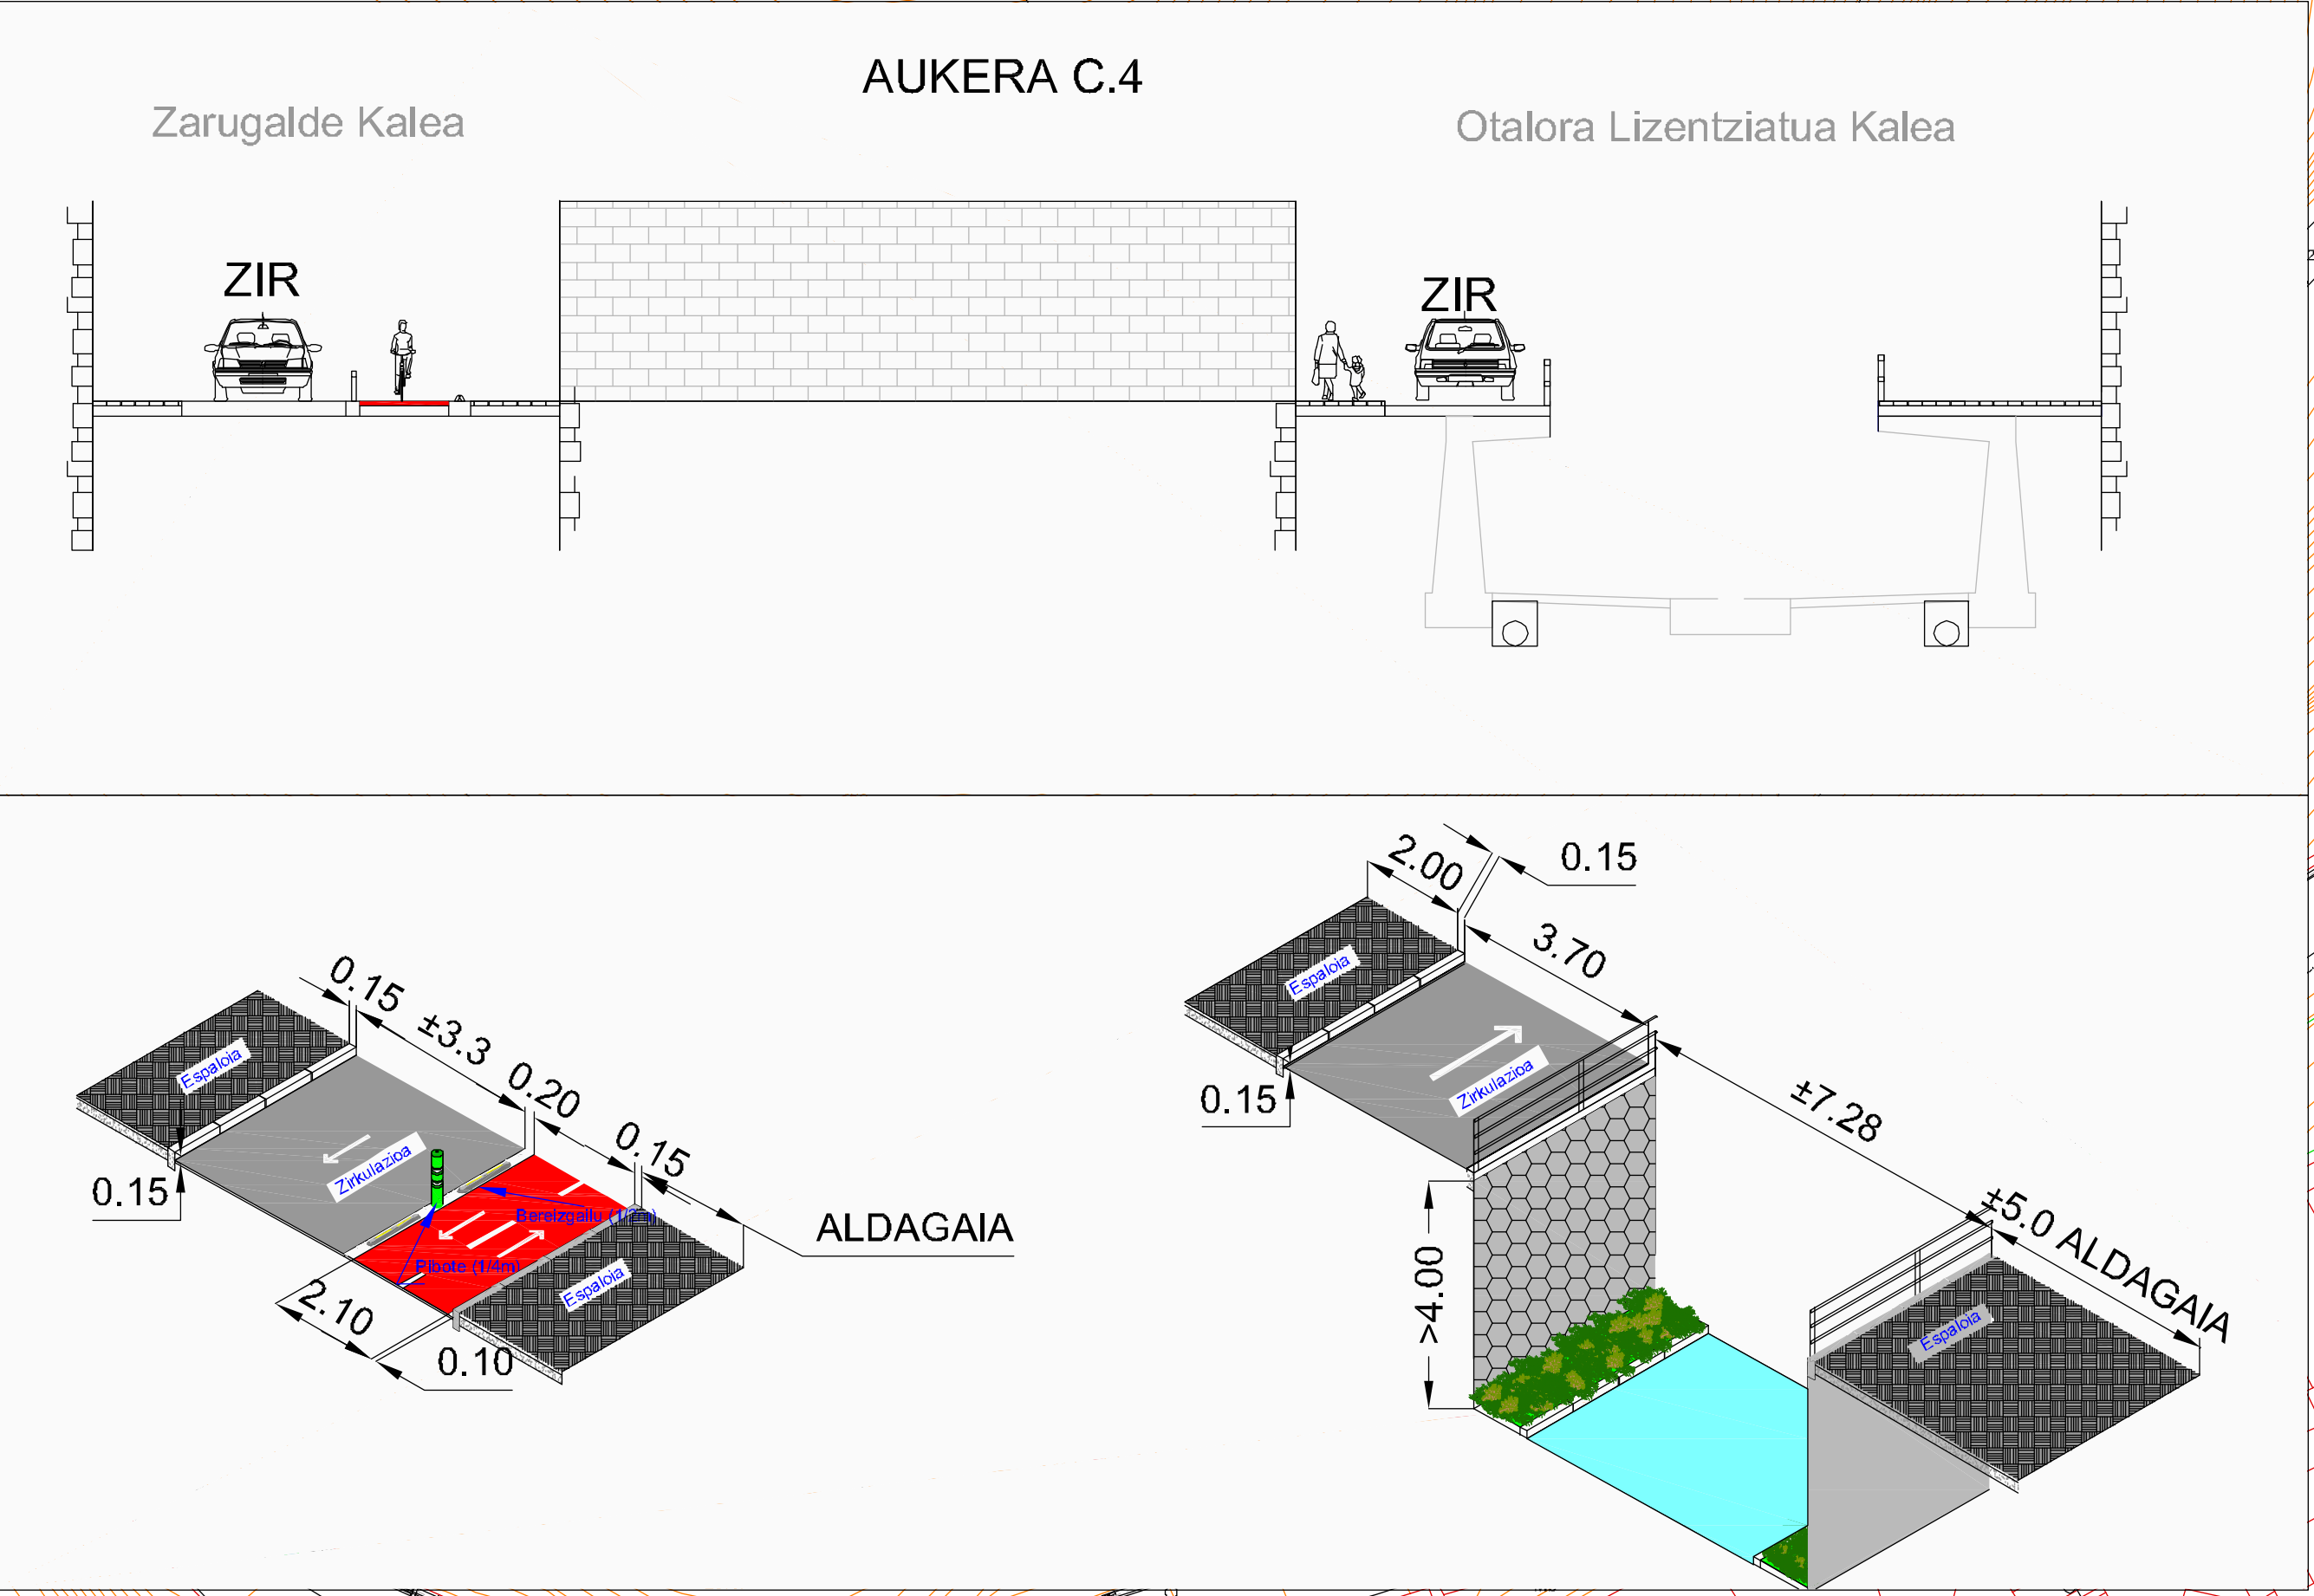 AUKERA C.4
Zarugalde Kalea
Otalora Lizentziatua Kalea
ZIR
ZIR
0.15
±3.3
0.20
0.15
Espaloia
Zirkulazioa
0.15
Bereizgailu (1/2m)
Pibote (1/4m)
Espaloia
ALDAGAIA
2.10
0.10
2.00
0.15
3.70
Espaloia
Zirkulazioa
0.15
±7.28
>4.00
±5.0 ALDAGAIA
Espaloia